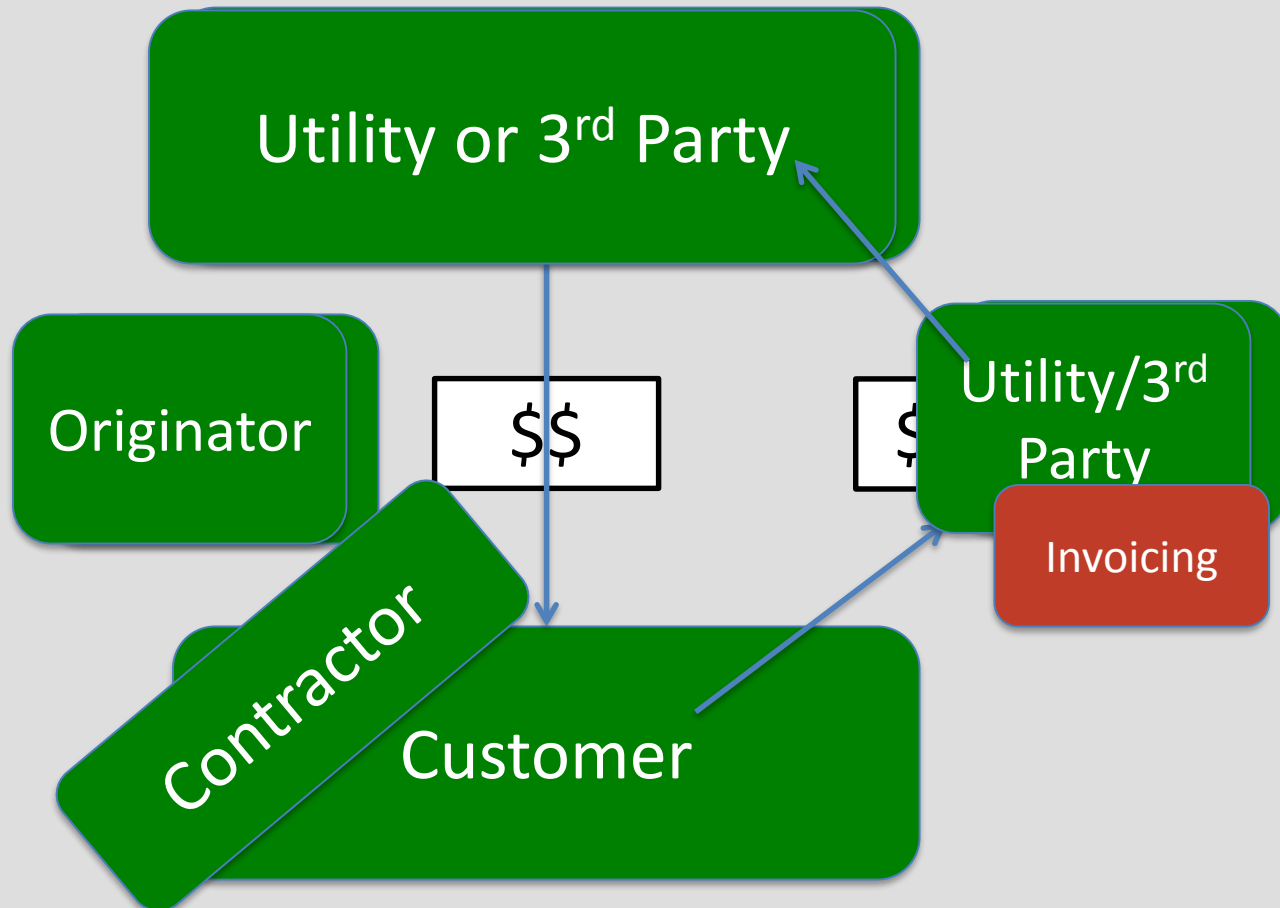 Utility or 3rd Party
Originator
$$
$
Utility/3rd
Party
Invoicing
Contractor
Customer